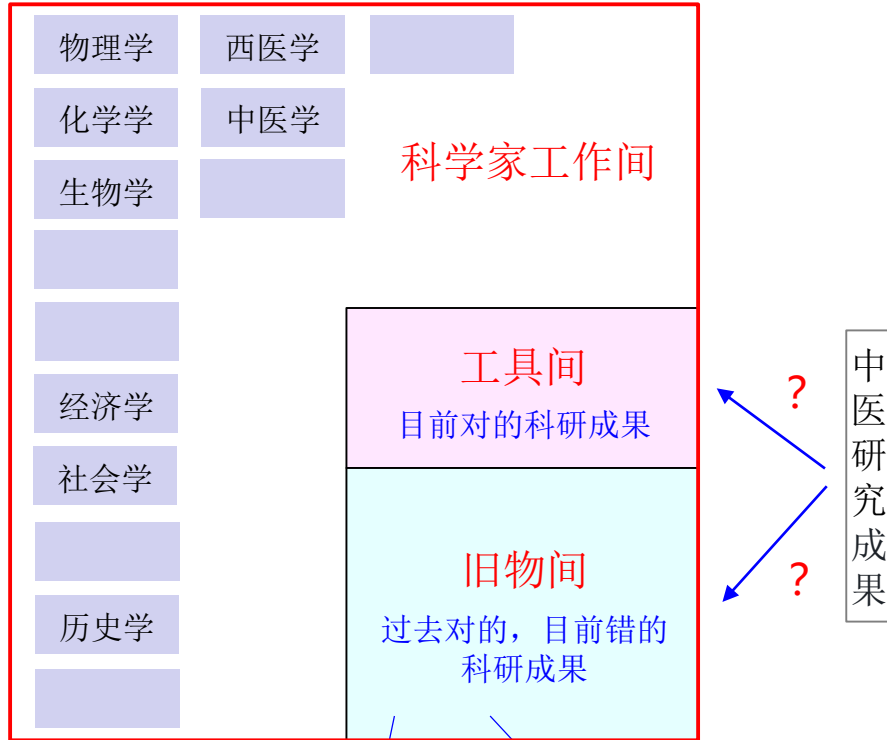 物理学
西医学
化学学
中医学
生物学
科学家工作间
经济学
社会学
历史学
工具间
目前对的科研成果
旧物间
过去对的，目前错的
科研成果
?
?
中
医
研
究
成
果